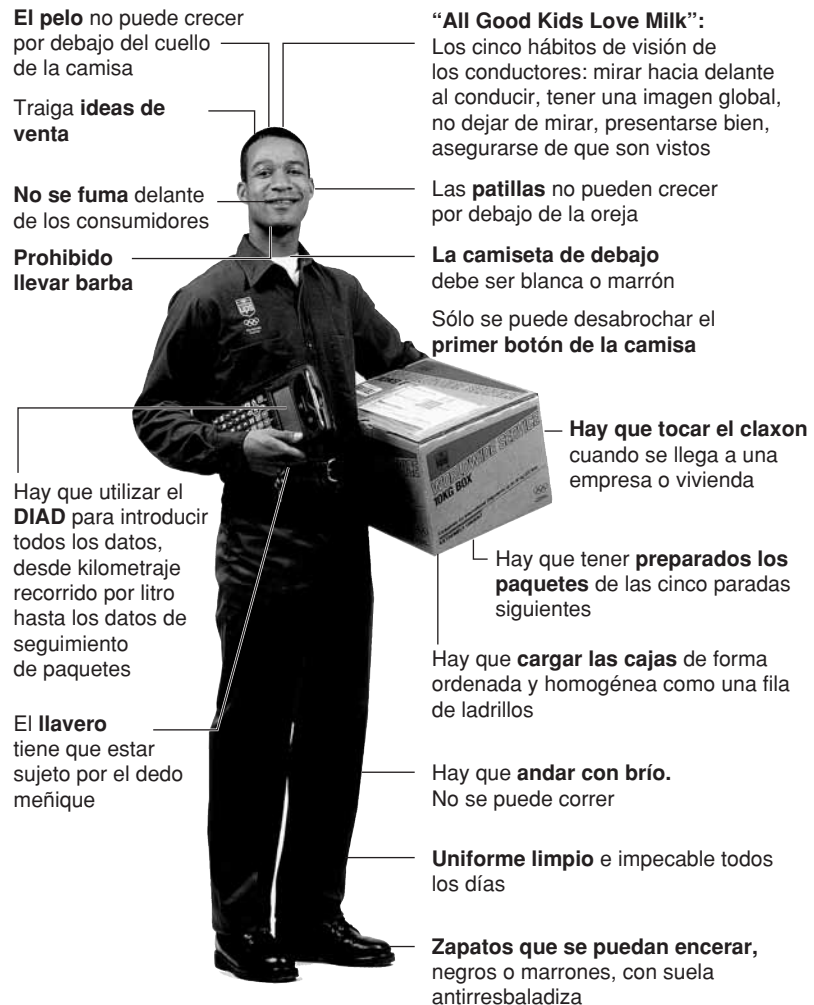 El pelo no puede crecer
por debajo del cuello
de la camisa
Traiga ideas de
venta
No se fuma delante
de los consumidores
Prohibido
llevar barba
Hay que utilizar el
DIAD para introducir
todos los datos,
desde kilometraje
recorrido por litro
hasta los datos de
seguimiento
de paquetes
El llavero
tiene que estar
sujeto por el dedo
meñique
“All Good Kids Love Milk”:
Los cinco hábitos de visión de
los conductores: mirar hacia delante
al conducir, tener una imagen global,
no dejar de mirar, presentarse bien,
asegurarse de que son vistos
Las patillas no pueden crecer
por debajo de la oreja
La camiseta de debajo
debe ser blanca o marrón
Sólo se puede desabrochar el
primer botón de la camisa
Hay que tocar el claxon
cuando se llega a una
empresa o vivienda
Hay que tener preparados los
paquetes de las cinco paradas
siguientes
Hay que cargar las cajas de forma
ordenada y homogénea como una fila
de ladrillos
Hay que andar con brío.
No se puede correr
Uniforme limpio e impecable todos
los días
Zapatos que se puedan encerar,
negros o marrones, con suela
antirresbaladiza
ups
WORLDWIDE SERVICE
10KG BOX